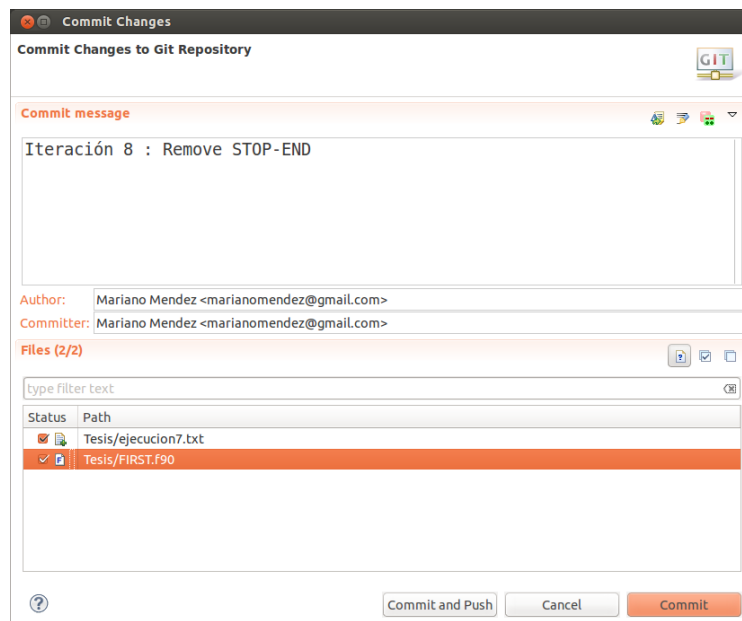 Commit Changes
Commit Changes to Git Repository
GIT
Commit message
Iteración 8 : Remove STOP-END
Author: Mariano Mendez <marianomendez@gmail.com>
Committer: Mariano Mendez <marianomendez@gmail.com>
Files (2/2)
type filter text
Status Path
Tesis/ejecucion7.txt
Tesis/FIRST.f90
Commit and Push Cancel Commit